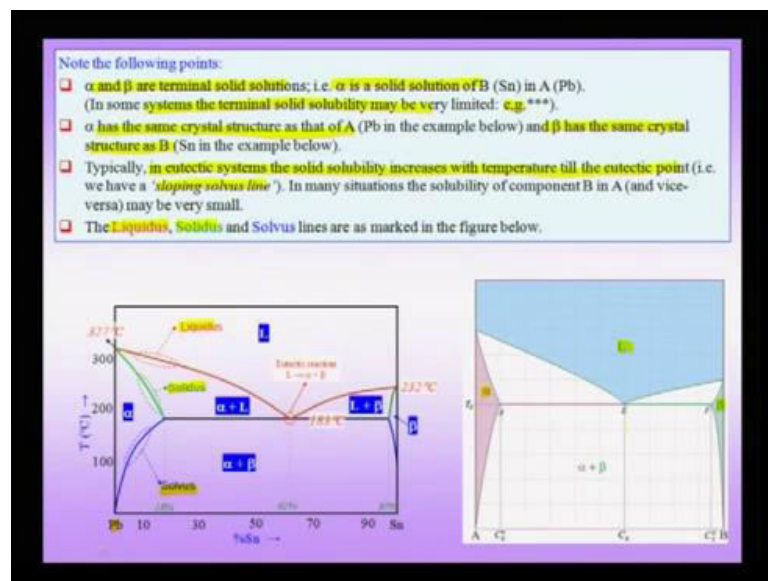 Note the following points:
α and β are terminal solid solutions; i.e. α is a solid solution of B (Sn) in A (Pb).
(In some systems the terminal solid solubility may be very limited: e.g.***).
α has the same crystal structure as that of A (Pb in the example below) and β has the same crystal
structure as B (Sn in the example below).
Typically, in eutectic systems the solid solubility increases with temperature till the eutectic point (i.e.
we have a 'sloping solvus line'). In many situations the solubility of component B in A (and vice-
versa) may be very small.
The Liquidus, Solidus and Solvus lines are as marked in the figure below.
327°C
Liquidus
L
Eutectic reaction
L → α + β
300
Solidus
232°C
200
α
α + L
L + β
183°C
β
T (°C) →
100
α + β
Solvus
18%
62%
Pb 10 30 50 70 90 Sn
%Sn →
α
β
α + β
A
B